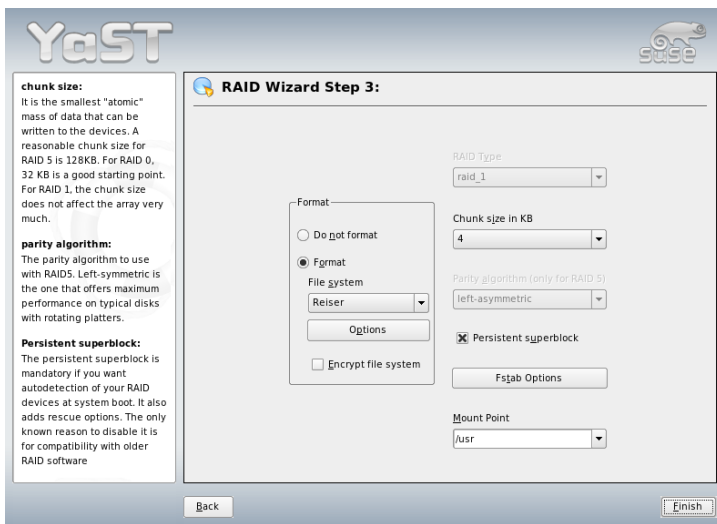 YaST
SUSE
chunk size:
It is the smallest "atomic"
mass of data that can be
written to the devices. A
reasonable chunk size for
RAID 5 is 128KB. For RAID 0,
32 KB is a good starting point.
For RAID 1, the chunk size
does not affect the array very
much.
parity algorithm:
The parity algorithm to use
with RAID5. Left-symmetric is
the one that offers maximum
performance on typical disks
with rotating platters.
Persistent superblock:
The persistent superblock is
mandatory if you want
autodetection of your RAID
devices at system boot. It also
adds rescue options. The only
known reason to disable it is
for compatibility with older
RAID software
RAID Wizard Step 3:
Format
Do not format
Format
File system
Reiser
Options
Encrypt file system
RAID Type
raid_1
Chunk size in KB
4
Parity algorithm (only for RAID 5)
left-asymmetric
Persistent superblock
Fstab Options
Mount Point
/usr
Back
Finish